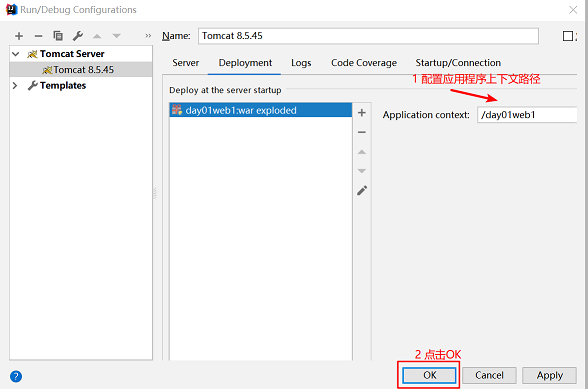 Run/Debug Configurations
Name: Tomcat 8.5.45
Tomcat Server
Tomcat 8.5.45
Templates
Server Deployment Logs Code Coverage Startup/Connection
1 配置应用程序上下文路径
Deploy at the server startup
day01web1:war exploded
Application context: /day01web1
2 点击OK
OK Cancel Apply